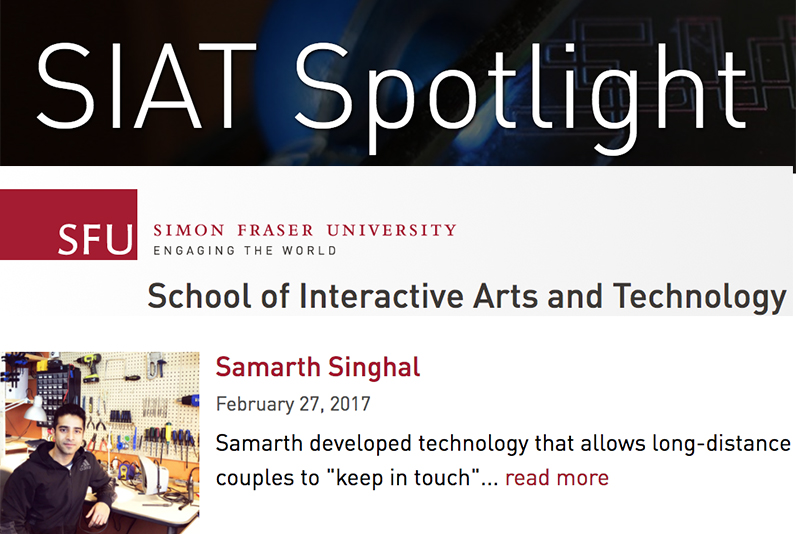 SIAT Spotlight
SFU
SIMON FRASER UNIVERSITY
ENGAGING THE WORLD
School of Interactive Arts and Technology
Samarth Singhal
February 27, 2017
Samarth developed technology that allows long-distance
couples to "keep in touch"... read more